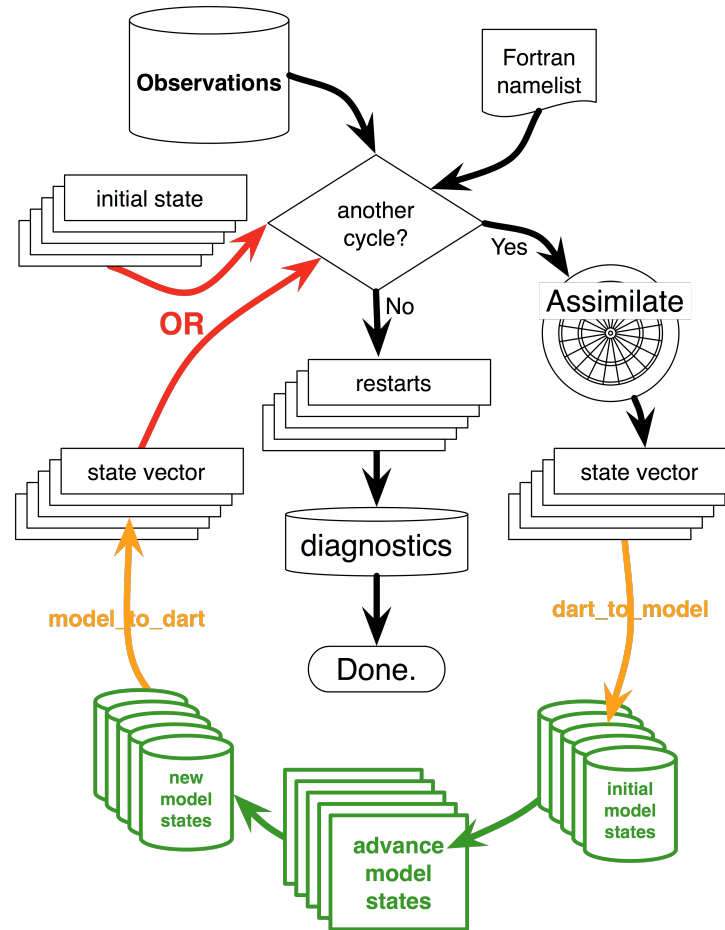 Observations
Fortran
namelist
initial state
another
cycle?
Yes
Assimilate
OR
No
restarts
state vector
state vector
diagnostics
model_to_dart
dart_to_model
Done.
new
model
states
initial
model
states
advance
model
states